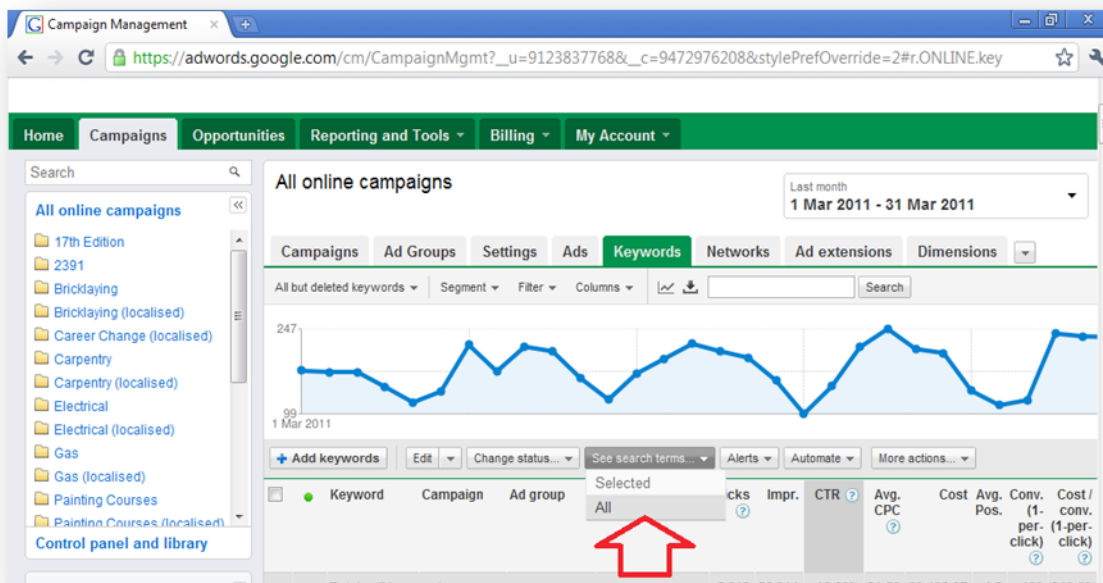 Campaign Management
https://adwords.google.com/cm/CampaignMgmt?__u=9123837768&__c=9472976208&stylePrefOverride=2#r.ONLINE.key
Home Campaigns Opportunities Reporting and Tools Billing My Account
Search
All online campaigns
17th Edition
2391
Bricklaying
Bricklaying (localised)
Career Change (localised)
Carpentry
Carpentry (localised)
Electrical
Electrical (localised)
Gas
Gas (localised)
Painting Courses
Painting Courses (localised)
Control panel and library
All online campaigns
Last month
1 Mar 2011 - 31 Mar 2011
Campaigns Ad Groups Settings Ads Keywords Networks Ad extensions Dimensions
All but deleted keywords Segment Filter Columns Search
247
99
1 Mar 2011
+ Add keywords Edit Change status... See search terms... Alerts Automate More actions...
Selected
All
Keyword Campaign Ad group cks ? Impr. CTR ? Avg. CPC ? Cost Avg. Pos. Conv. (1-per-click) ? Cost / conv. (1-per-click) ?